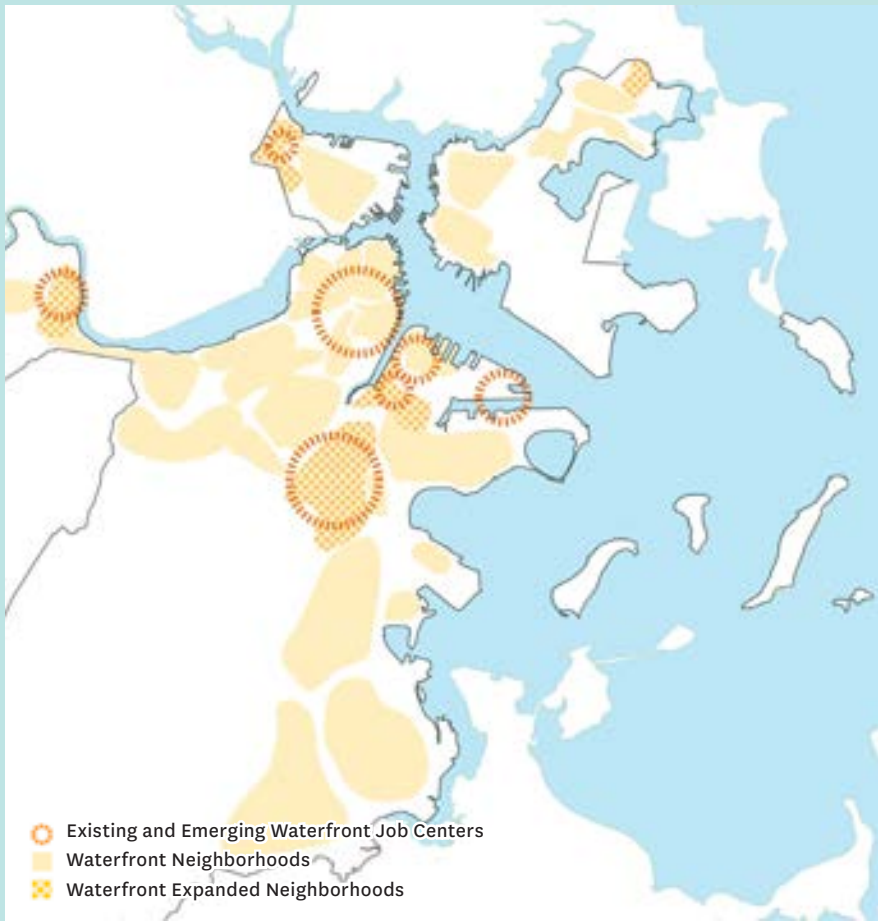 Existing and Emerging Waterfront Job Centers
Waterfront Neighborhoods
Waterfront Expanded Neighborhoods